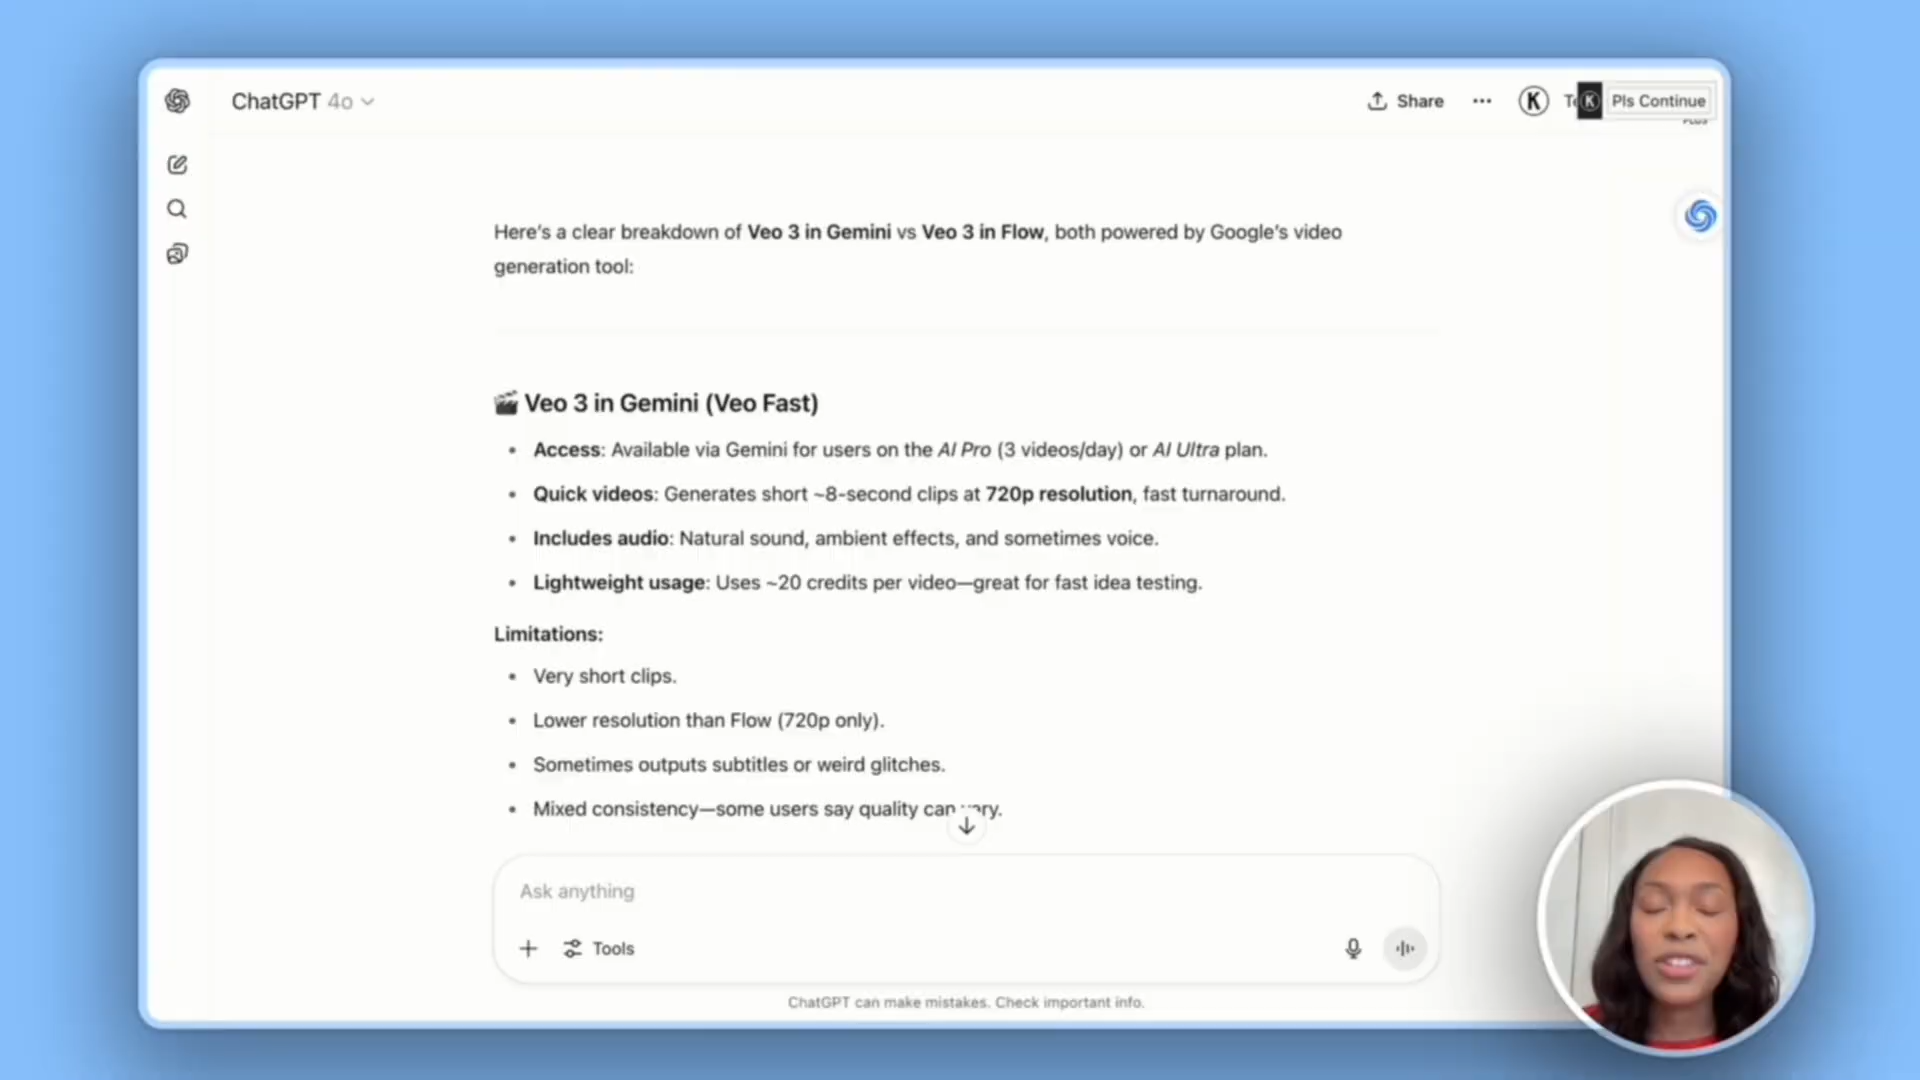 ChatGPT 4o
Share
K
K Pls Continue
PLUS
Here's a clear breakdown of Veo 3 in Gemini vs Veo 3 in Flow, both powered by Google's video
generation tool:
Veo 3 in Gemini (Veo Fast)
• Access: Available via Gemini for users on the AI Pro (3 videos/day) or AI Ultra plan.
• Quick videos: Generates short ~8-second clips at 720p resolution, fast turnaround.
• Includes audio: Natural sound, ambient effects, and sometimes voice.
• Lightweight usage: Uses ~20 credits per video—great for fast idea testing.
Limitations:
• Very short clips.
• Lower resolution than Flow (720p only).
• Sometimes outputs subtitles or weird glitches.
• Mixed consistency—some users say quality can vary.
Ask anything
Tools
ChatGPT can make mistakes. Check important info.